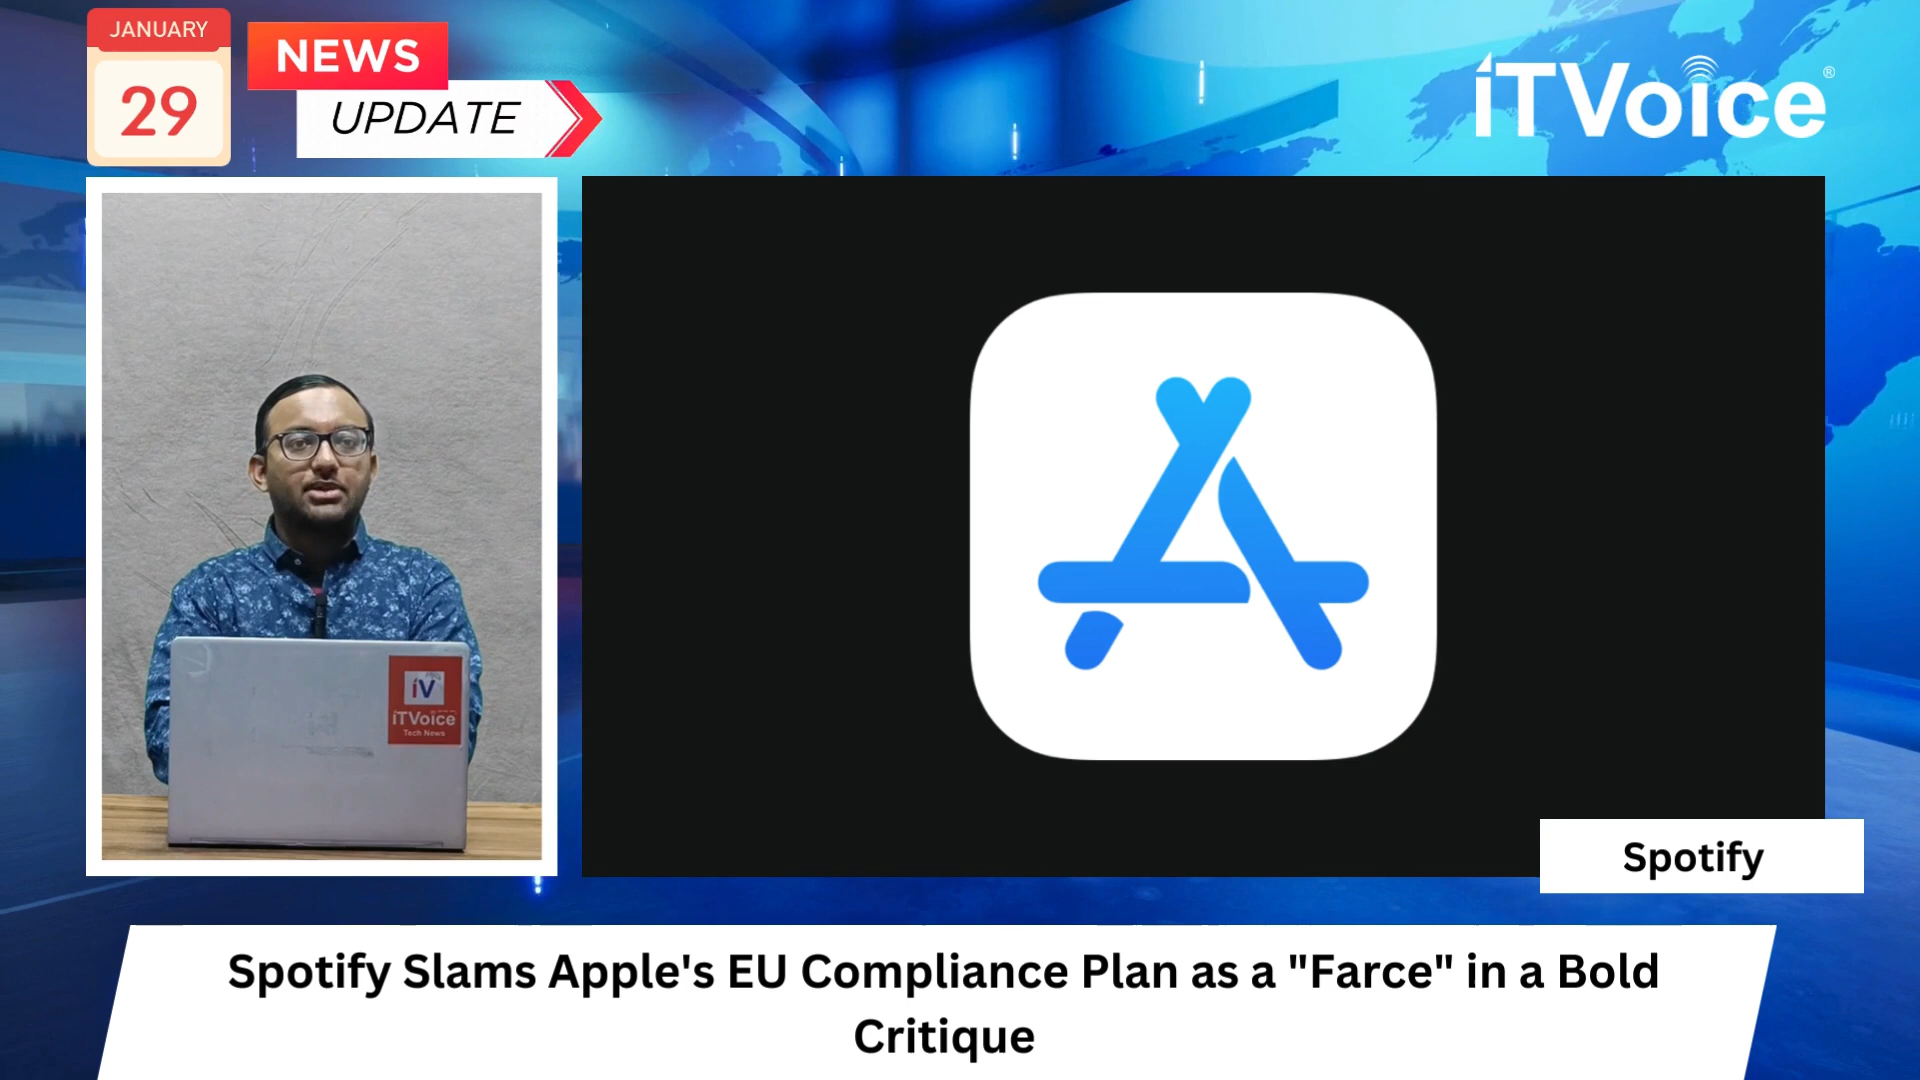 JANUARY
29
NEWS
UPDATE
iTVoice®
iV
iTVoice
Tech News
Spotify
Spotify Slams Apple's EU Compliance Plan as a "Farce" in a Bold
Critique